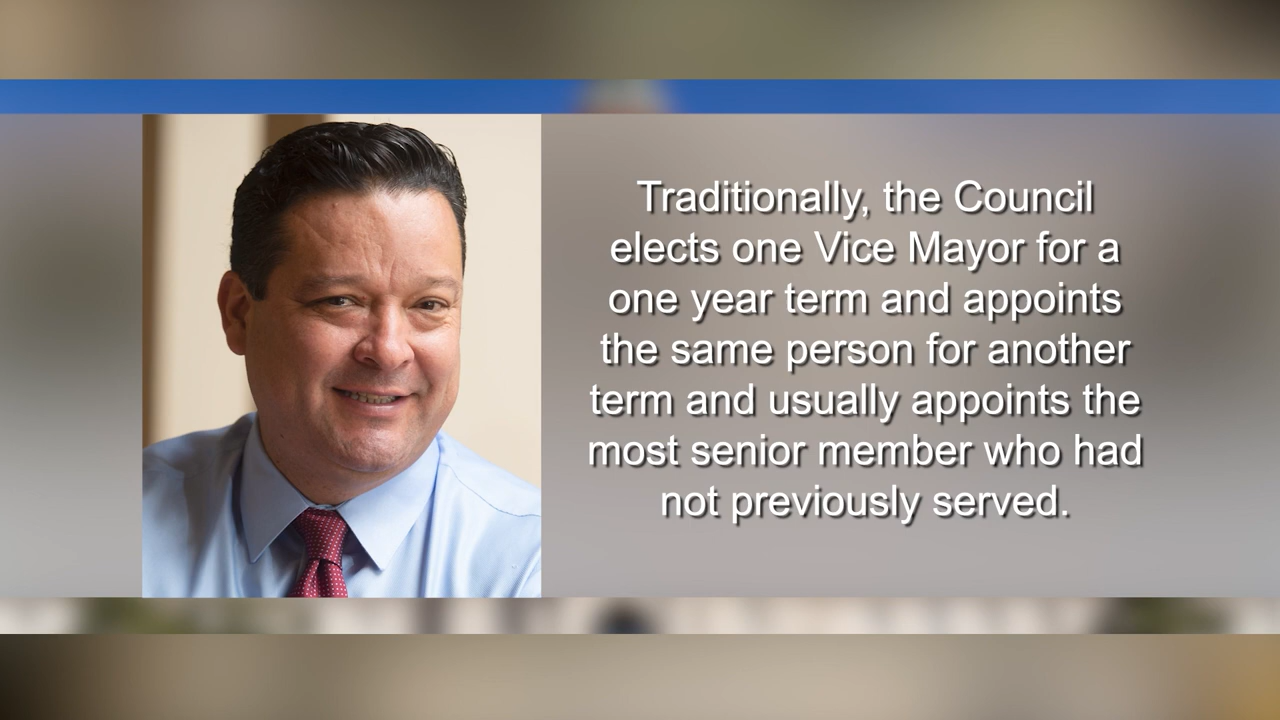 Traditionally, the Council
elects one Vice Mayor for a
one year term and appoints
the same person for another
term and usually appoints the
most senior member who had
not previously served.